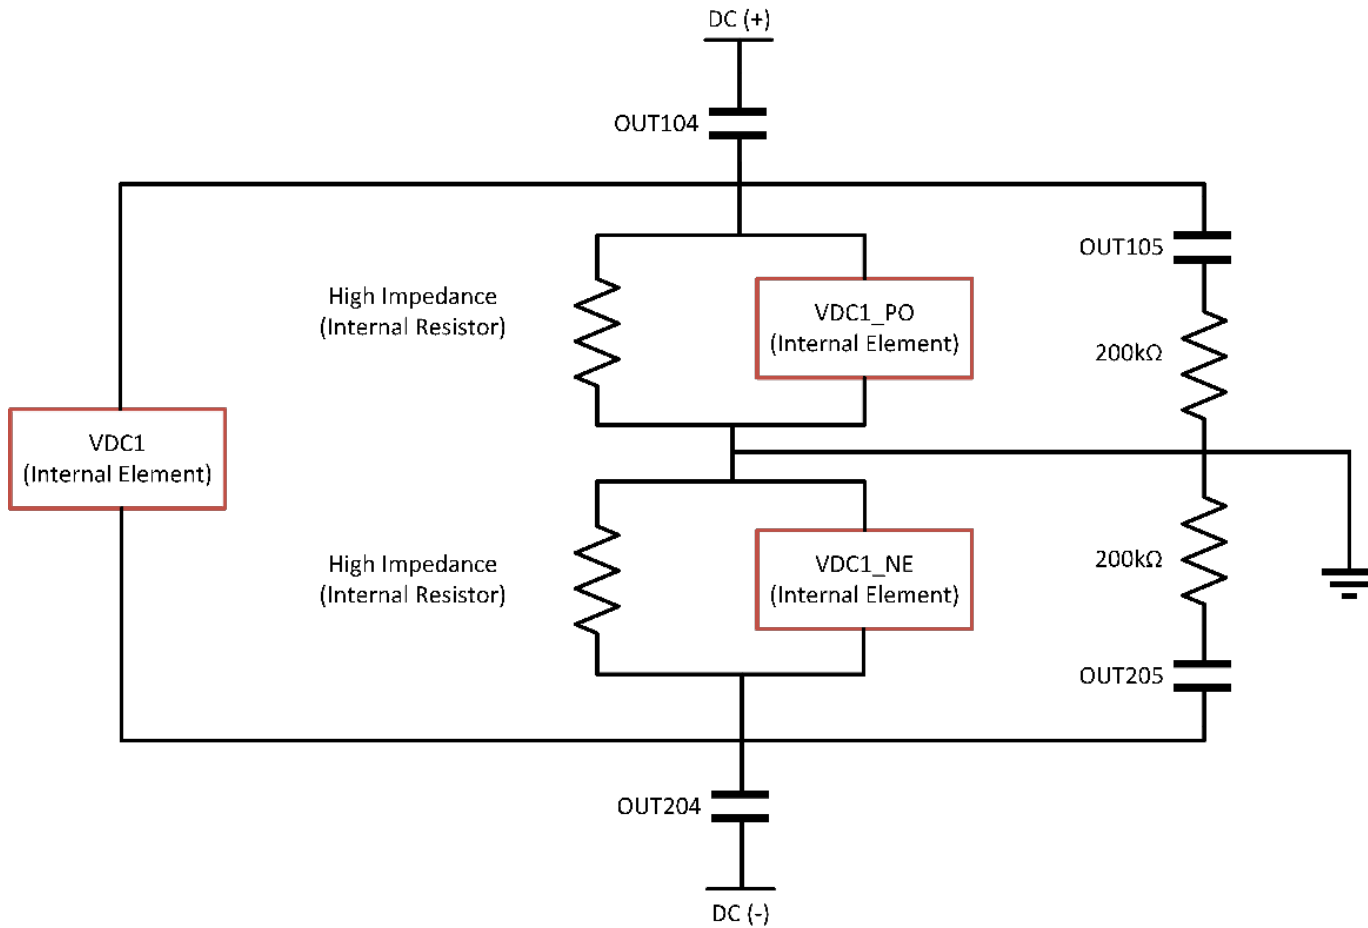 DC (+)
OUT104
OUT105
High Impedance
(Internal Resistor)
VDC1_PO
(Internal Element)
200kΩ
VDC1
(Internal Element)
High Impedance
(Internal Resistor)
VDC1_NE
(Internal Element)
200kΩ
OUT205
OUT204
DC (-)